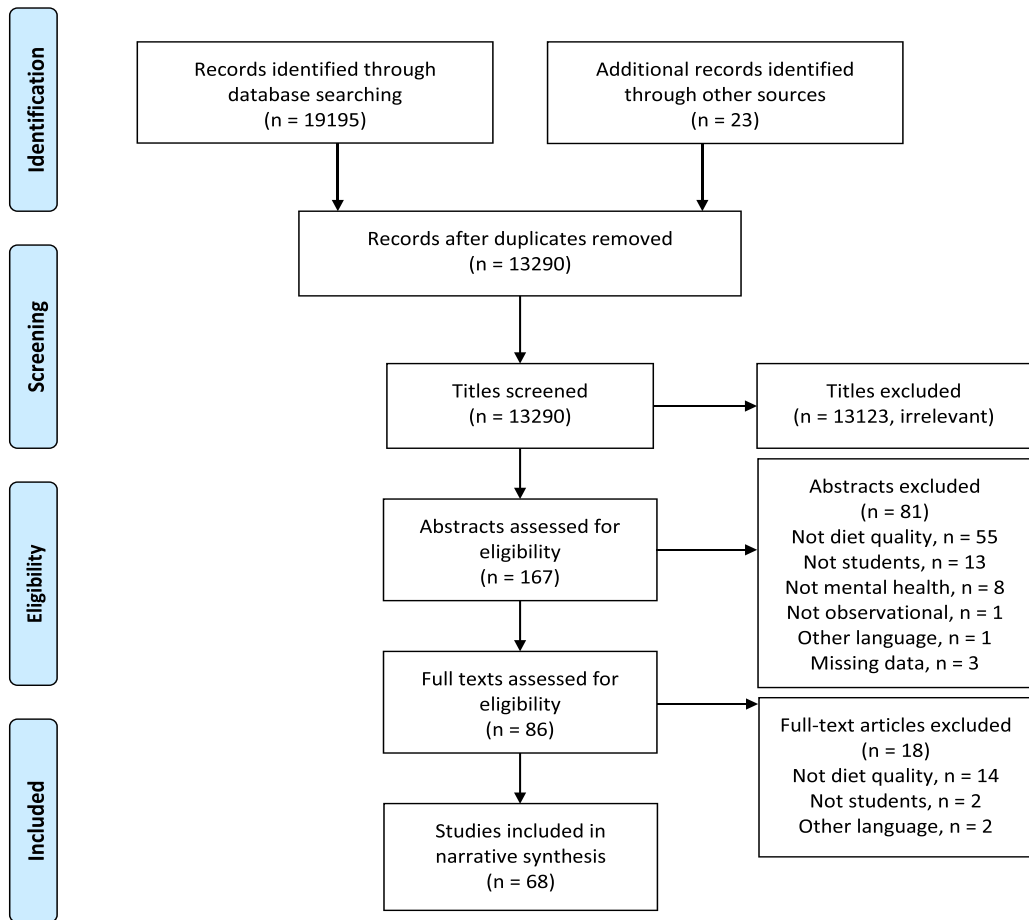 Identification
Records identified through
database searching
(n = 19195)
Additional records identified
through other sources
(n = 23)
Records after duplicates removed
(n = 13290)
Screening
Titles screened
(n = 13290)
Titles excluded
(n = 13123, irrelevant)
Eligibility
Abstracts assessed for
eligibility
(n = 167)
Abstracts excluded
(n = 81)
Not diet quality, n = 55
Not students, n = 13
Not mental health, n = 8
Not observational, n = 1
Other language, n = 1
Missing data, n = 3
Full texts assessed for
eligibility
(n = 86)
Full-text articles excluded
(n = 18)
Not diet quality, n = 14
Not students, n = 2
Other language, n = 2
Included
Studies included in
narrative synthesis
(n = 68)